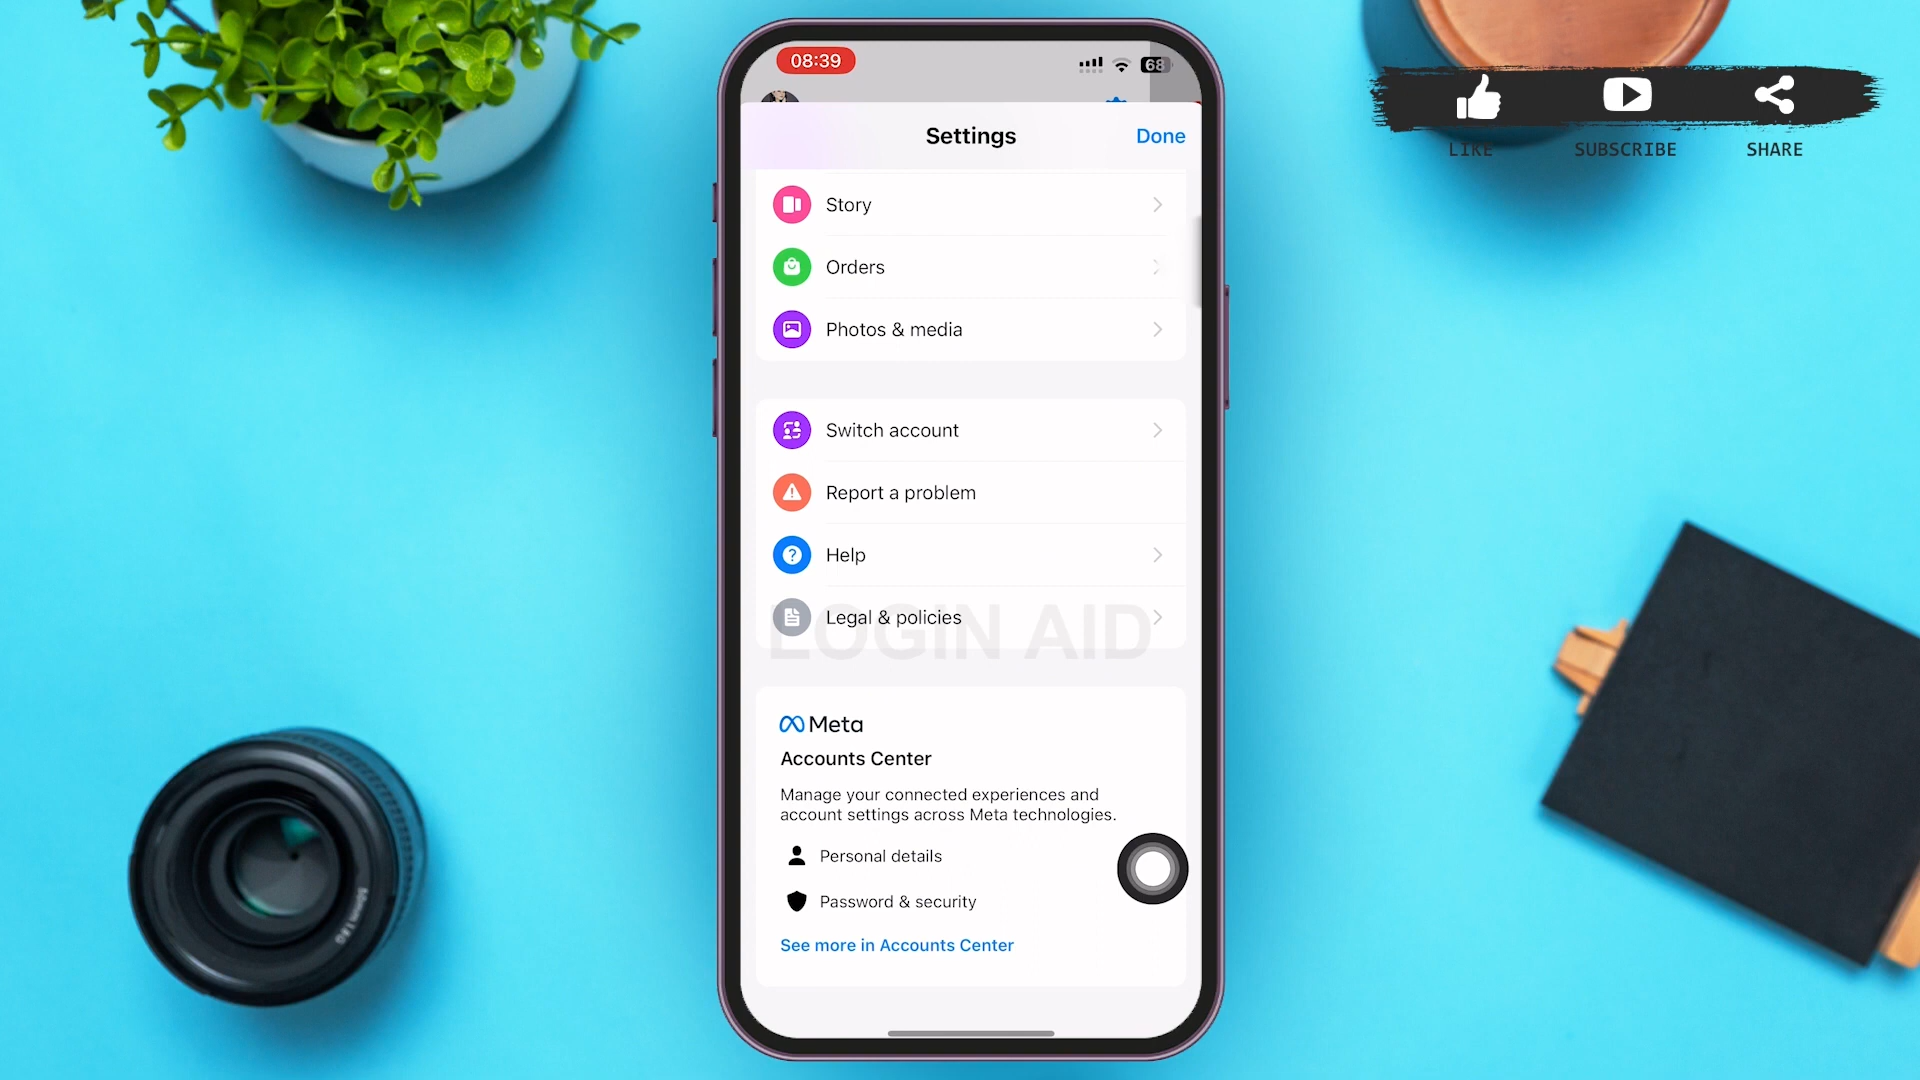 08:39
68
Settings
Done
LIKE
SUBSCRIBE
SHARE
Story
Orders
Photos & media
Switch account
Report a problem
Help
Legal & policies
LOGIN AID
Meta
Accounts Center
Manage your connected experiences and
account settings across Meta technologies.
Personal details
Password & security
See more in Accounts Center